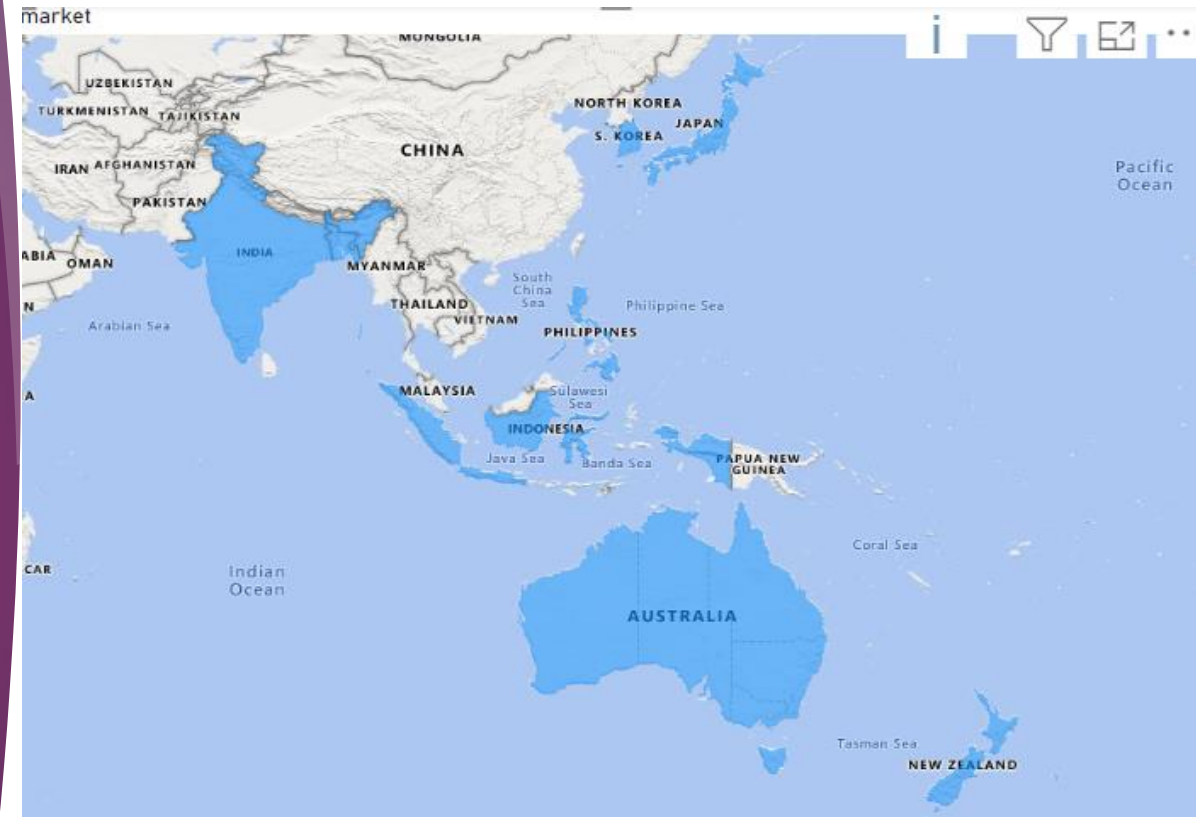 market
MONGOLIA
UZBEKISTAN
TURKMENISTAN
TAJIKISTAN
NORTH KOREA
JAPAN
S. KOREA
CHINA
IRAN
AFGHANISTAN
Pacific
Ocean
PAKISTAN
INDIA
ABIA
OMAN
MYANMAR
South
China
Sea
THAILAND
N
Philippine Sea
Arabian Sea
VIETNAM
PHILIPPINES
MALAYSIA
Sulawesi
Sea
A
INDONESIA
Java Sea
Banda Sea
PAPUA NEW
GUINEA
Coral Sea
CAR
Indian
Ocean
AUSTRALIA
Tasman Sea
NEW ZEALAND